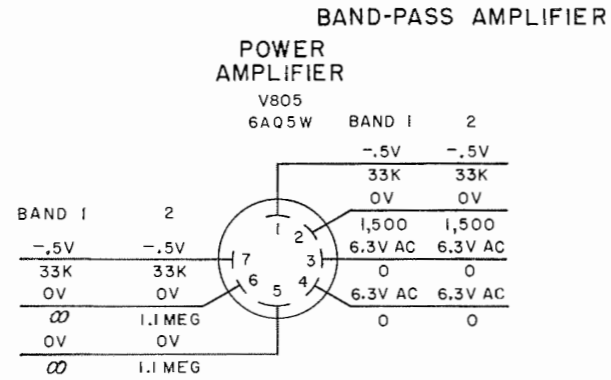 BAND-PASS AMPLIFIER
POWER
AMPLIFIER
V805
6AQ5W
BAND 1 2
-.5V -.5V
33K 33K
0V 0V
1,500 1,500
6.3V AC 6.3V AC
0 0
6.3V AC 6.3V AC
0 0
BAND 1 2
-.5V -.5V
33K 33K
0V 0V
∞ 1.1 MEG
0V 0V
∞ 1.1 MEG
1
2
3
4
5
6
7